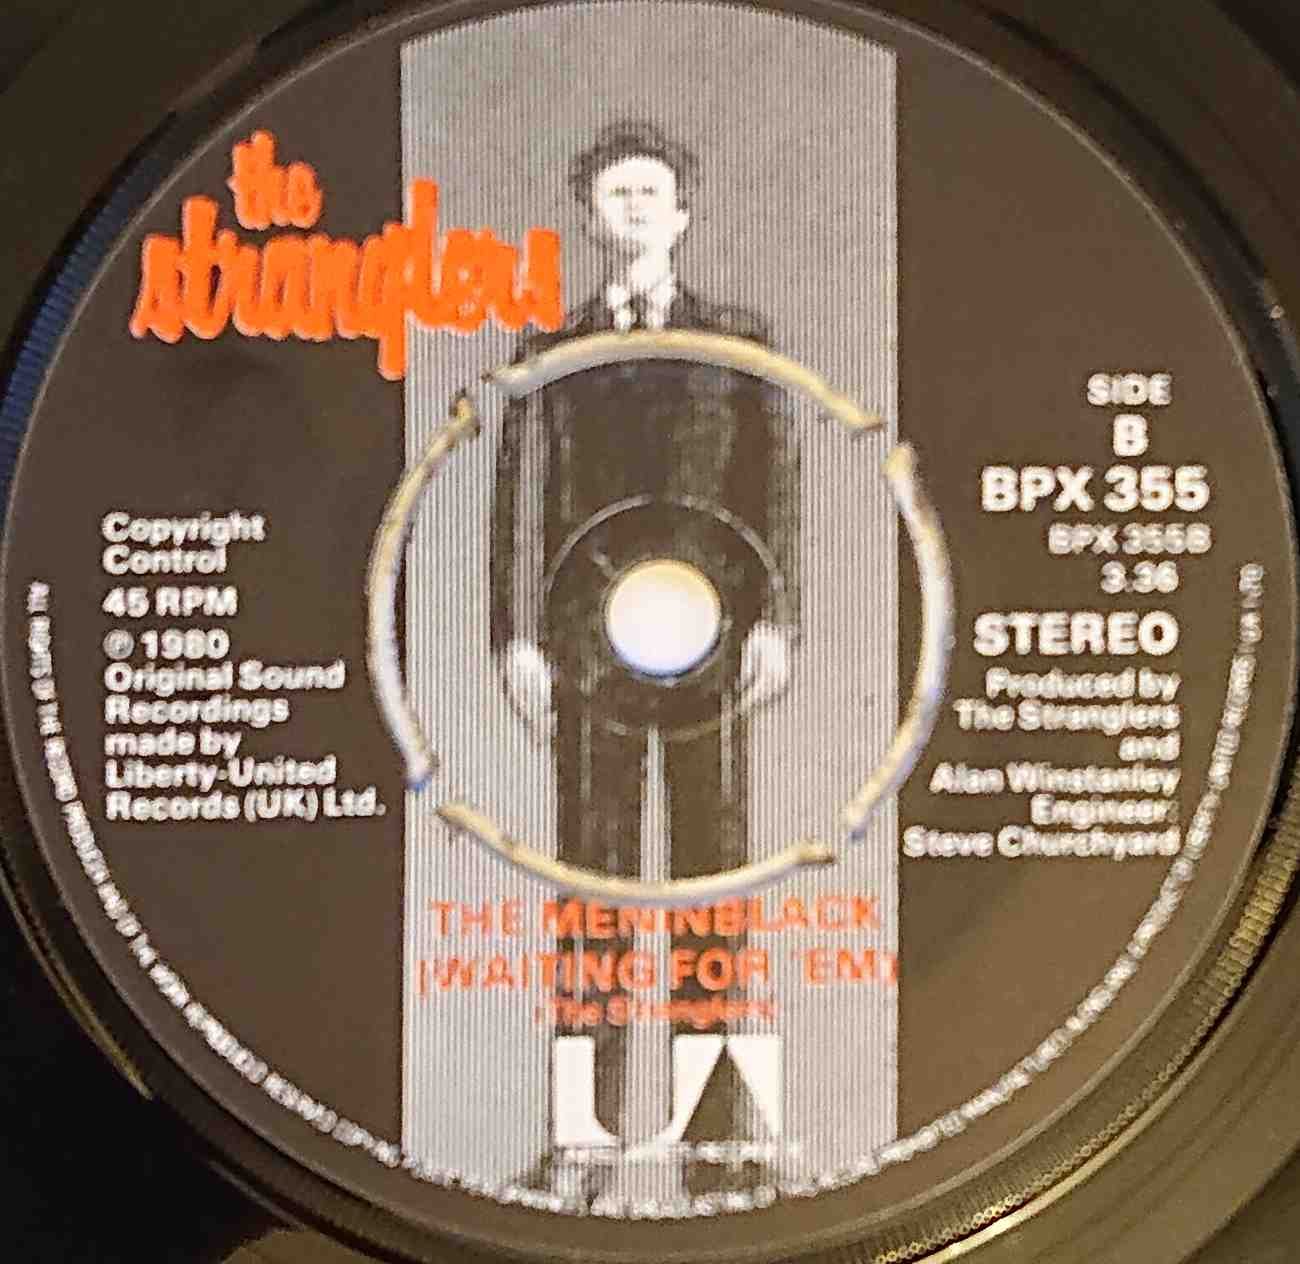 the
stranglers
SIDE
B
BPX 355
BPX 355B
3.36
STEREO
Produced by
The Stranglers
and
Alan Winstanley
Engineer:
Steve Churchyard
Copyright
Control
45 RPM
℗ 1980
Original Sound
Recordings
made by
Liberty-United
Records (UK) Ltd.
THE MENINBLACK
(WAITING FOR 'EM)
(The Stranglers)
UA